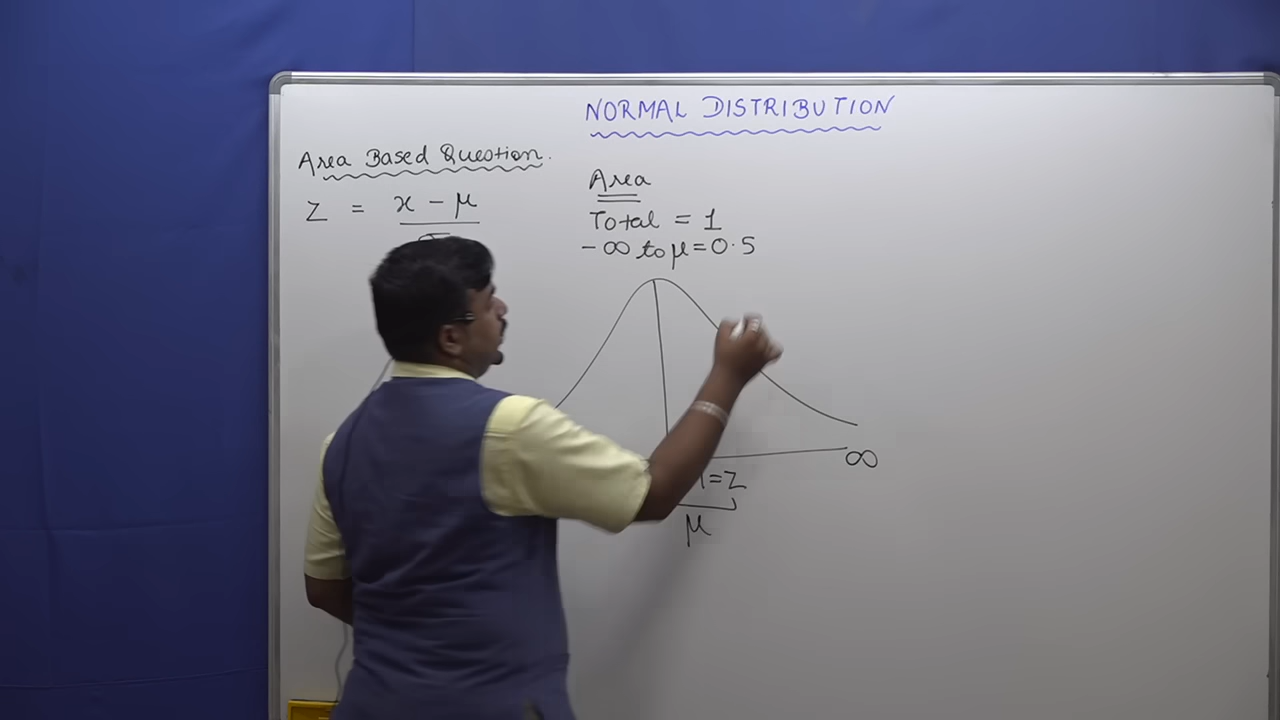 NORMAL DISTRIBUTION
Area Based Question.
z = x - μ
Area
Total = 1
-∞ to μ = 0.5
∞
=Z
μ